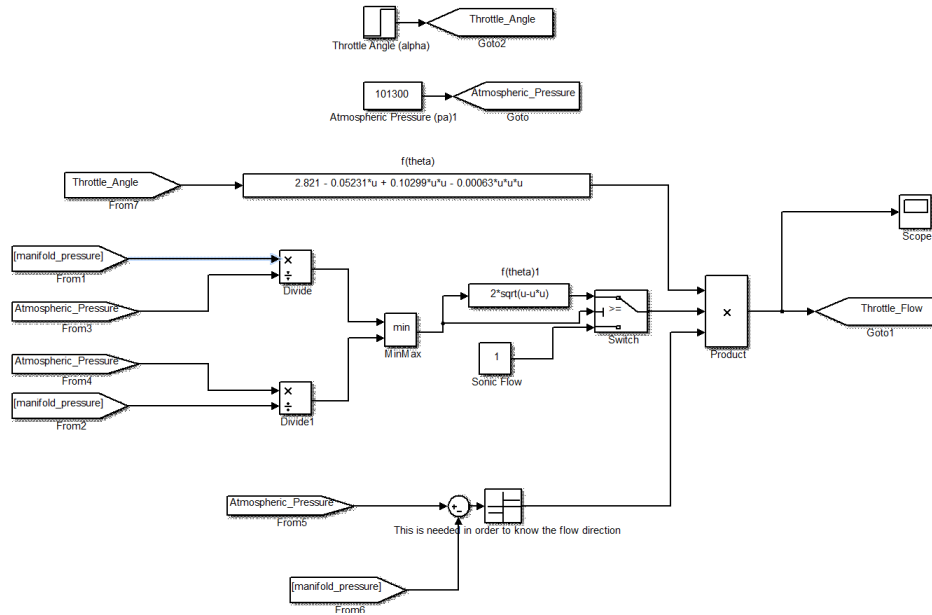 Throttle_Angle
Throttle Angle (alpha)
Goto2
101300
Atmospheric_Pressure
Atmospheric Pressure (pa)1
Goto
f(theta)
Throttle_Angle
2.821 - 0.05231*u + 0.10299*u*u - 0.00063*u*u*u
From7
Scope
[manifold_pressure]
×
÷
From1
Divide
f(theta)1
2*sqrt(u-u*u)
Atmospheric_Pressure
From3
min
MinMax
>=
Switch
×
Product
Throttle_Flow
Goto1
1
Sonic Flow
Atmospheric_Pressure
From4
×
÷
[manifold_pressure]
From2
Divide1
Atmospheric_Pressure
From5
+
-
This is needed in order to know the flow direction
[manifold_pressure]
From6